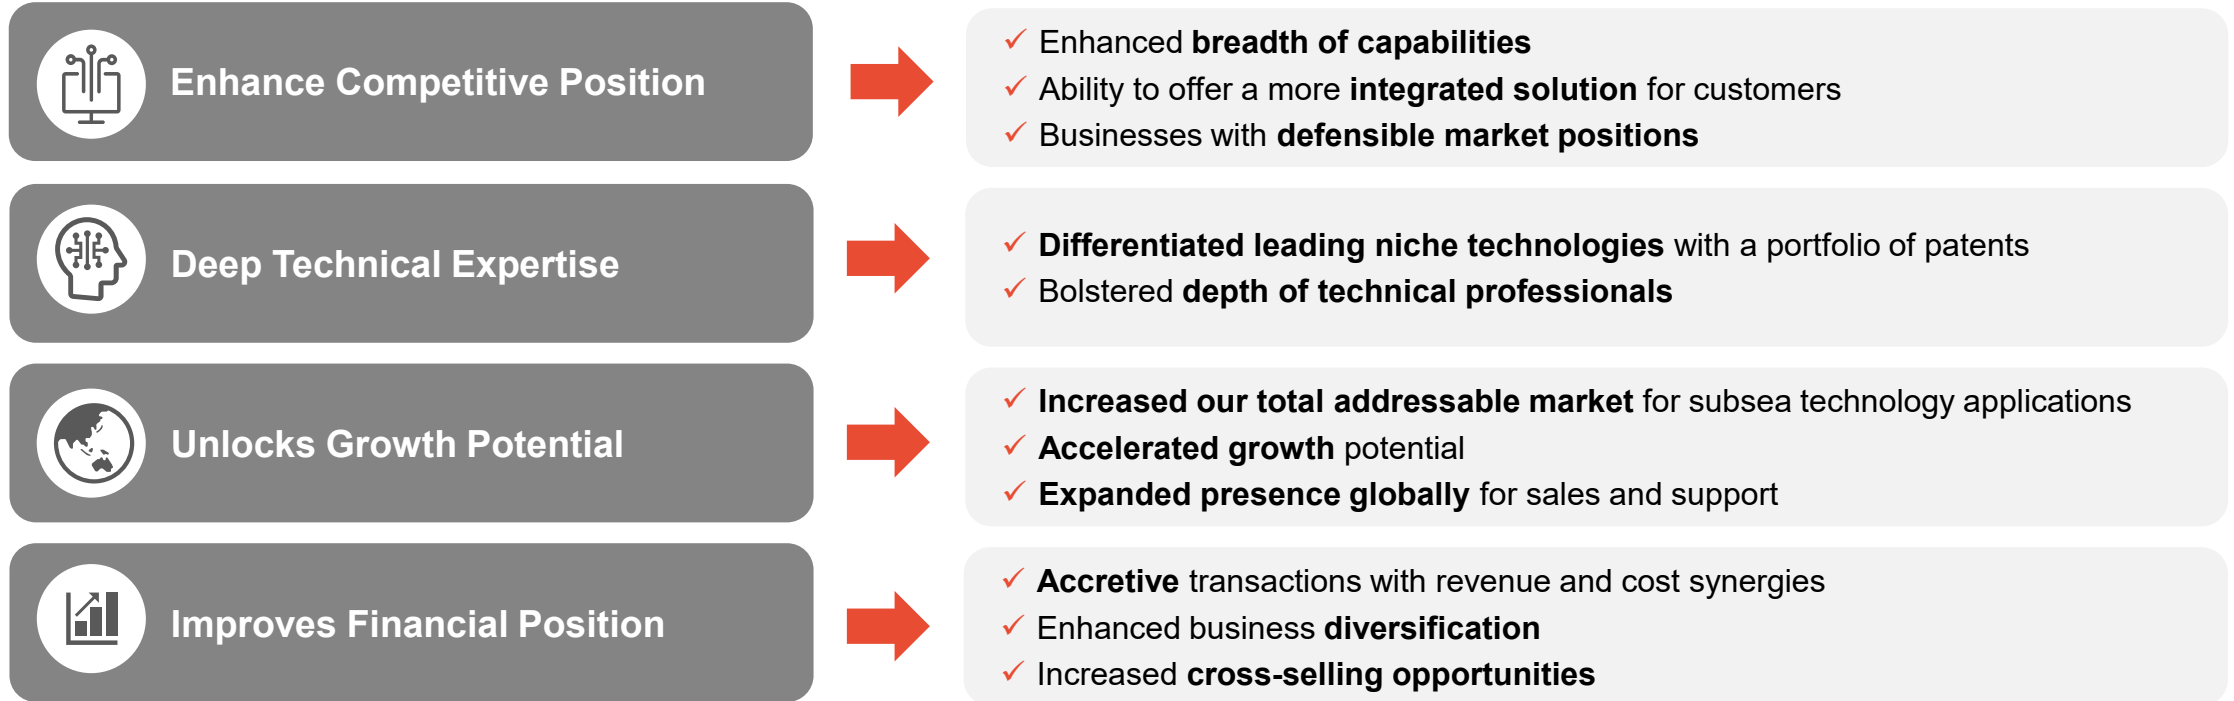 Enhance Competitive Position
✓ Enhanced breadth of capabilities
✓ Ability to offer a more integrated solution for customers
✓ Businesses with defensible market positions
Deep Technical Expertise
✓ Differentiated leading niche technologies with a portfolio of patents
✓ Bolstered depth of technical professionals
Unlocks Growth Potential
✓ Increased our total addressable market for subsea technology applications
✓ Accelerated growth potential
✓ Expanded presence globally for sales and support
Improves Financial Position
✓ Accretive transactions with revenue and cost synergies
✓ Enhanced business diversification
✓ Increased cross-selling opportunities